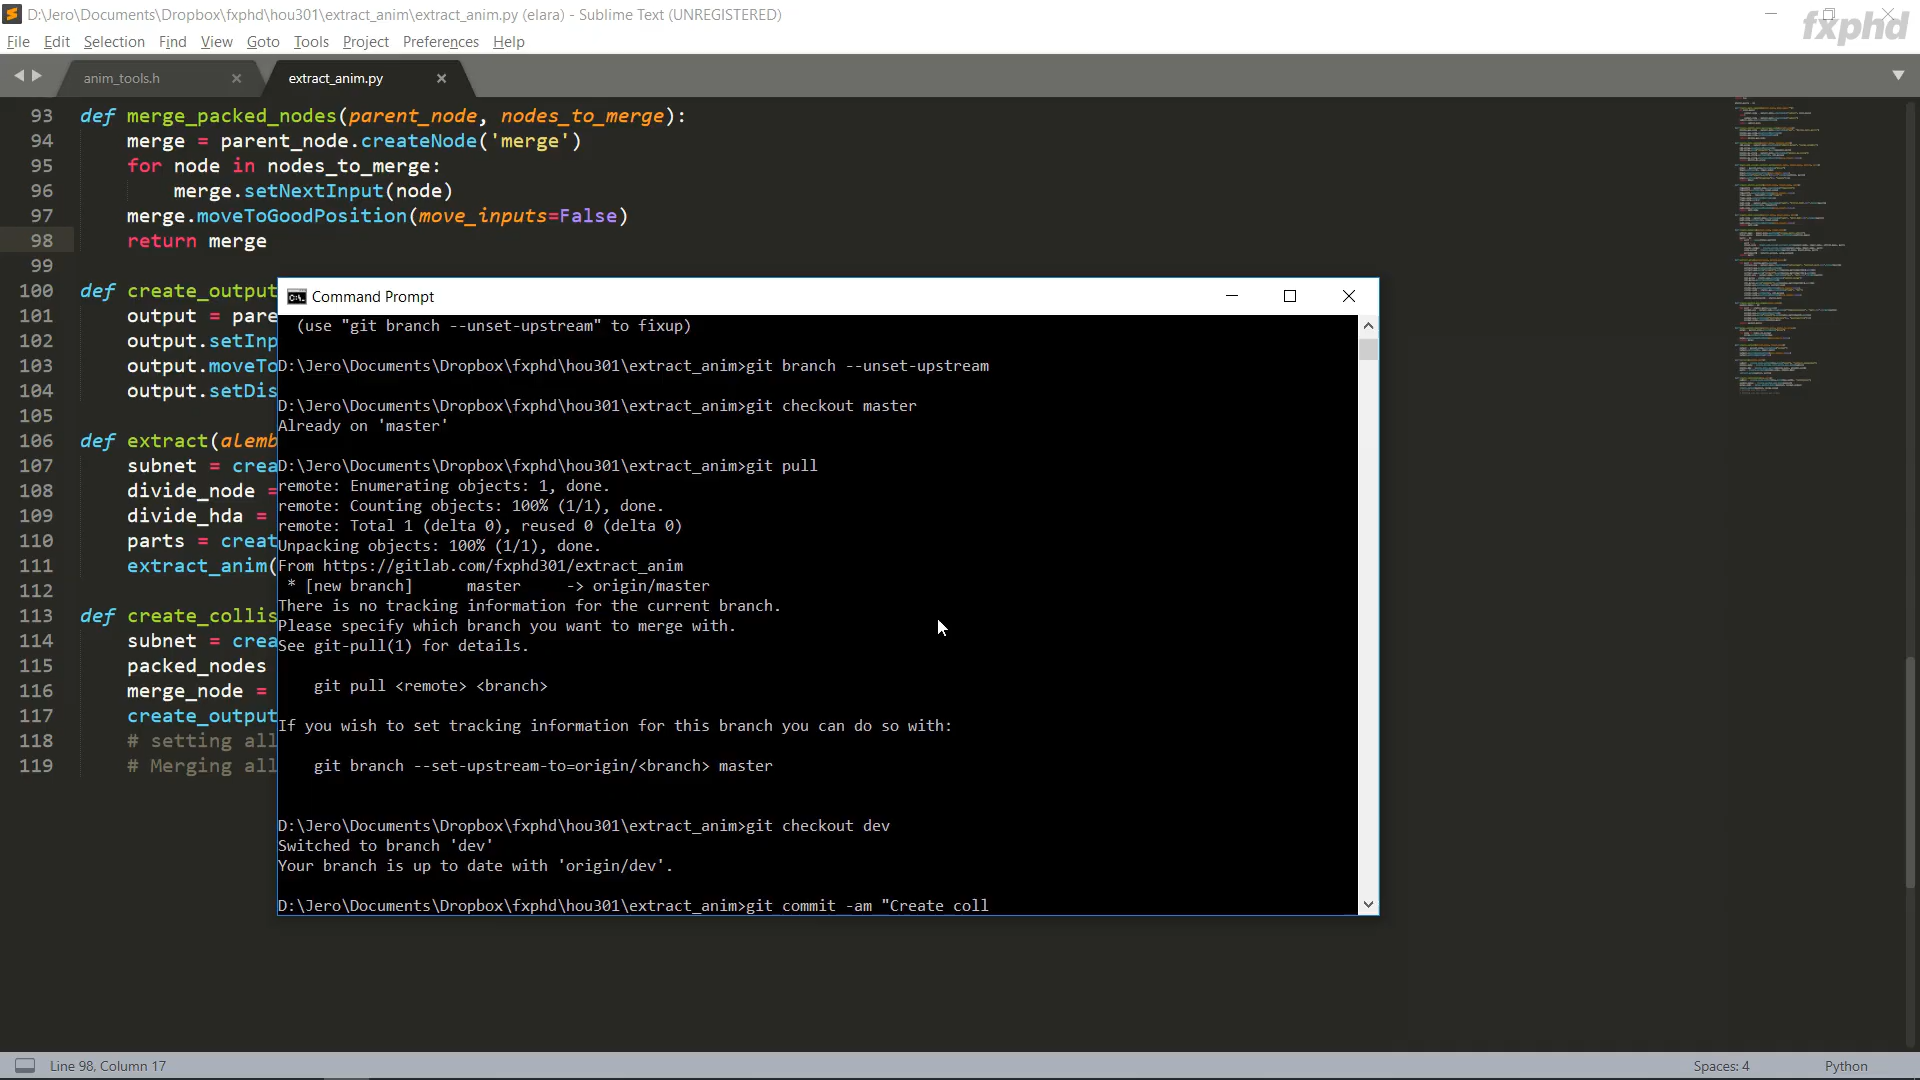 D:\Jero\Documents\Dropbox\fxphd\hou301\extract_anim\extract_anim.py (elara) - Sublime Text (UNREGISTERED)
fxphd
File Edit Selection Find View Goto Tools Project Preferences Help
anim_tools.h
extract_anim.py
93 def merge_packed_nodes(parent_node, nodes_to_merge):
94 merge = parent_node.createNode('merge')
95 for node in nodes_to_merge:
96 merge.setNextInput(node)
97 merge.moveToGoodPosition(move_inputs=False)
98 return merge
99
100 def create_output
101 output = pare
102 output.setInp
103 output.moveTo
104 output.setDis
105
106 def extract(alemb
107 subnet = crea
108 divide_node =
109 divide_hda =
110 parts = creat
111 extract_anim(
112
113 def create_collis
114 subnet = crea
115 packed_nodes
116 merge_node =
117 create_output
118 # setting all
119 # Merging all
Command Prompt
(use "git branch --unset-upstream" to fixup)
D:\Jero\Documents\Dropbox\fxphd\hou301\extract_anim>git branch --unset-upstream
D:\Jero\Documents\Dropbox\fxphd\hou301\extract_anim>git checkout master
Already on 'master'
D:\Jero\Documents\Dropbox\fxphd\hou301\extract_anim>git pull
remote: Enumerating objects: 1, done.
remote: Counting objects: 100% (1/1), done.
remote: Total 1 (delta 0), reused 0 (delta 0)
Unpacking objects: 100% (1/1), done.
From https://gitlab.com/fxphd301/extract_anim
* [new branch] master -> origin/master
There is no tracking information for the current branch.
Please specify which branch you want to merge with.
See git-pull(1) for details.
git pull <remote> <branch>
If you wish to set tracking information for this branch you can do so with:
git branch --set-upstream-to=origin/<branch> master
D:\Jero\Documents\Dropbox\fxphd\hou301\extract_anim>git checkout dev
Switched to branch 'dev'
Your branch is up to date with 'origin/dev'.
D:\Jero\Documents\Dropbox\fxphd\hou301\extract_anim>git commit -am "Create coll
Line 98, Column 17
Spaces: 4
Python